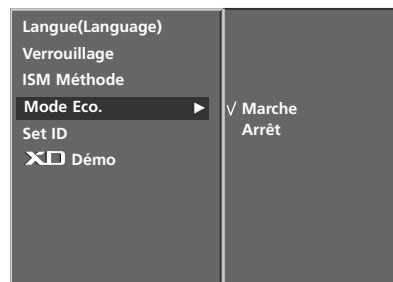 Langue(Language)
Verrouillage
ISM Méthode
Mode Eco. ►
Set ID
XD Démo
√ Marche
Arrêt